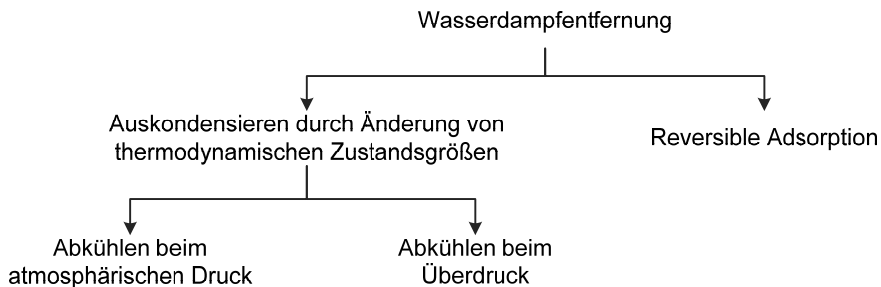 Wasserdampfentfernung
Auskondensieren durch Änderung von
thermodynamischen Zustandsgrößen
Reversible Adsorption
Abkühlen beim
atmosphärischen Druck
Abkühlen beim
Überdruck